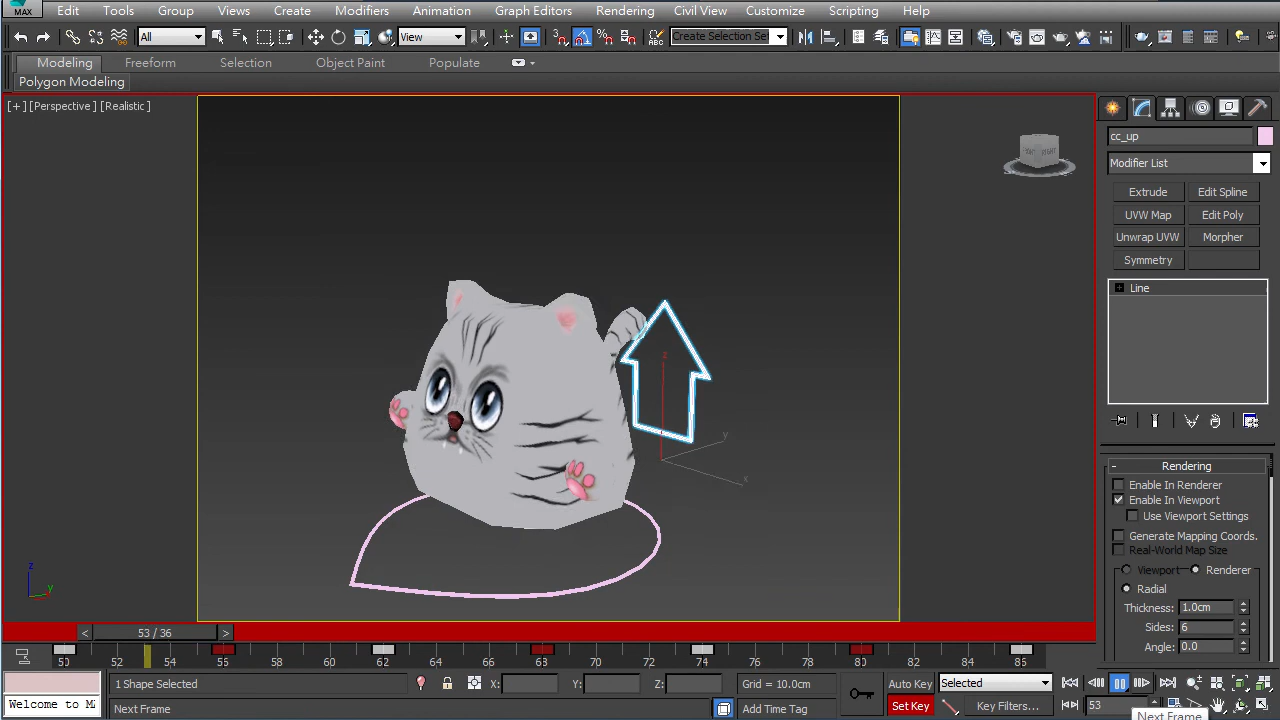 MAX Edit Tools Group Views Create Modifiers Animation Graph Editors Rendering Civil View Customize Scripting Help
All View Create Selection Set
Modeling Freeform Selection Object Paint Populate
Polygon Modeling
[+] [Perspective] [Realistic]
cc_up
Modifier List
Extrude Edit Spline
UVW Map Edit Poly
Unwrap UVW Morpher
Symmetry
Line
z
y
x
- Rendering
Enable In Renderer
Enable In Viewport
Use Viewport Settings
Generate Mapping Coords.
Real-World Map Size
Viewport Renderer
Radial
Thickness: 1.0cm
Sides: 6
Angle: 0.0
z
y
< 53 / 36 >
50 52 54 55 58 60 62 64 66 68 70 72 74 76 78 80 82 84 85
1 Shape Selected X: Y: Z: Grid = 10.0cm Auto Key Selected
Welcome to M Next Frame Add Time Tag Set Key Key Filters... 53
Next Frame